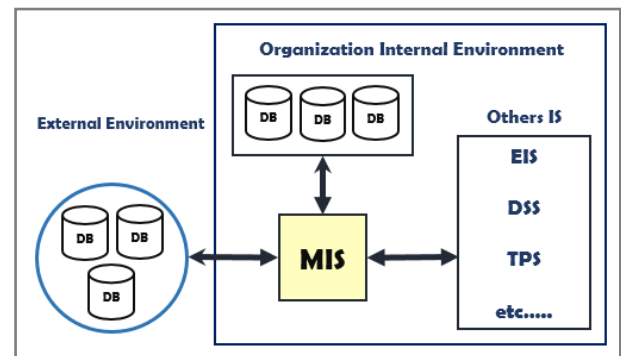 Organization Internal Environment
DB DB DB
External Environment
Others IS
EIS
DSS
TPS
etc.....
DB DB
DB
MIS